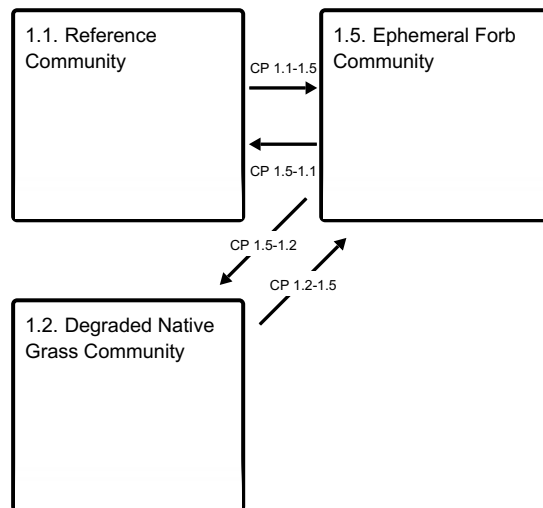 1.1. Reference
Community
CP 1.1-1.5
1.5. Ephemeral Forb
Community
CP 1.5-1.1
CP 1.5-1.2
CP 1.2-1.5
1.2. Degraded Native
Grass Community